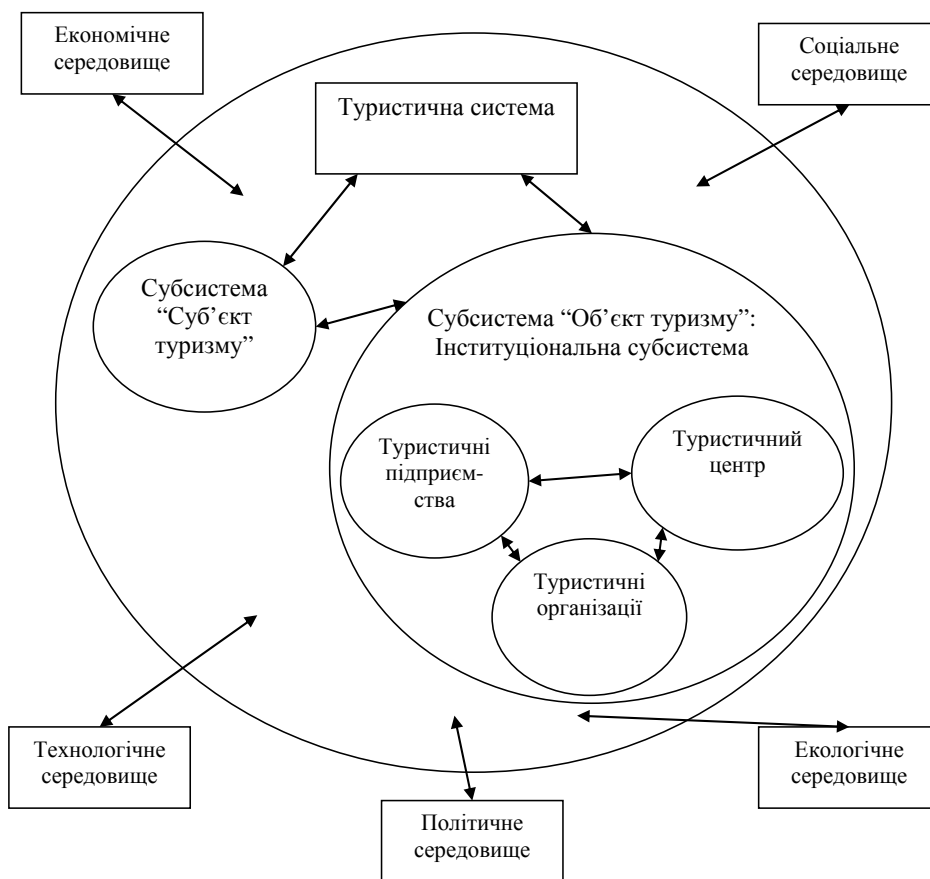 Економічне
середовище
Соціальне
середовище
Туристична система
Субсистема
“Суб’єкт
туризму”
Субсистема “Об’єкт туризму”:
Інституціональна субсистема
Туристичні
підприєм-
ства
Туристичний
центр
Туристичні
організації
Технологічне
середовище
Політичне
середовище
Екологічне
середовище